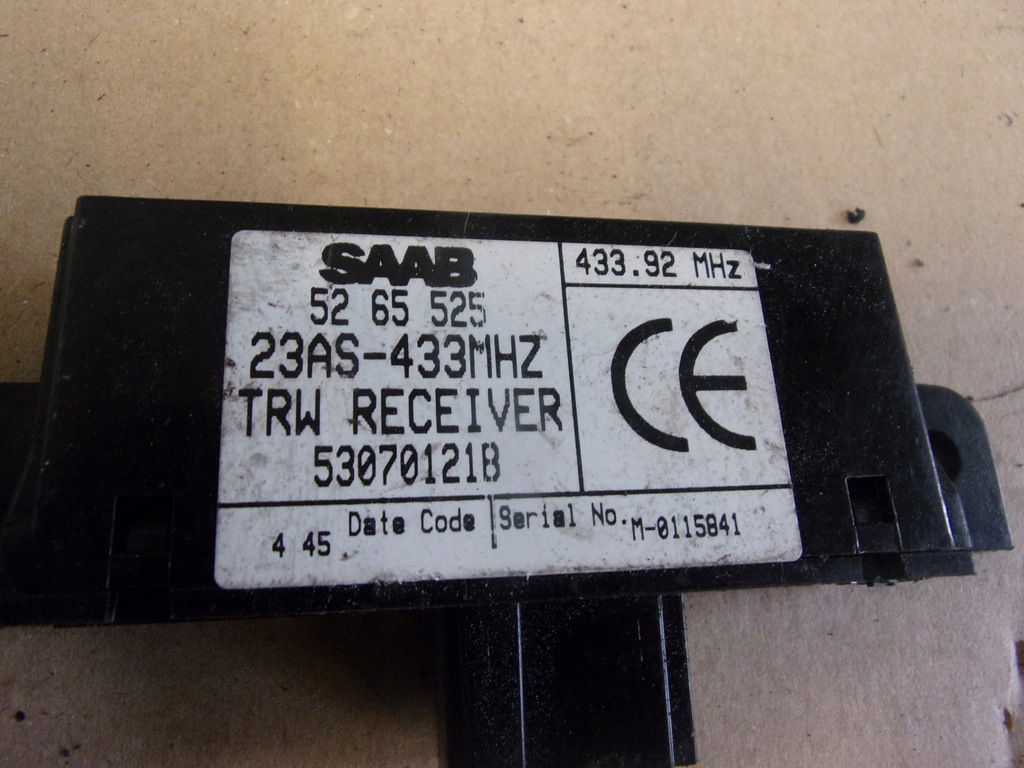 SAAB
52 65 525
23AS-433MHZ
TRW RECEIVER
53070121B
433.92 MHz
CE
Date Code
4 45
Serial No.
M-0115841